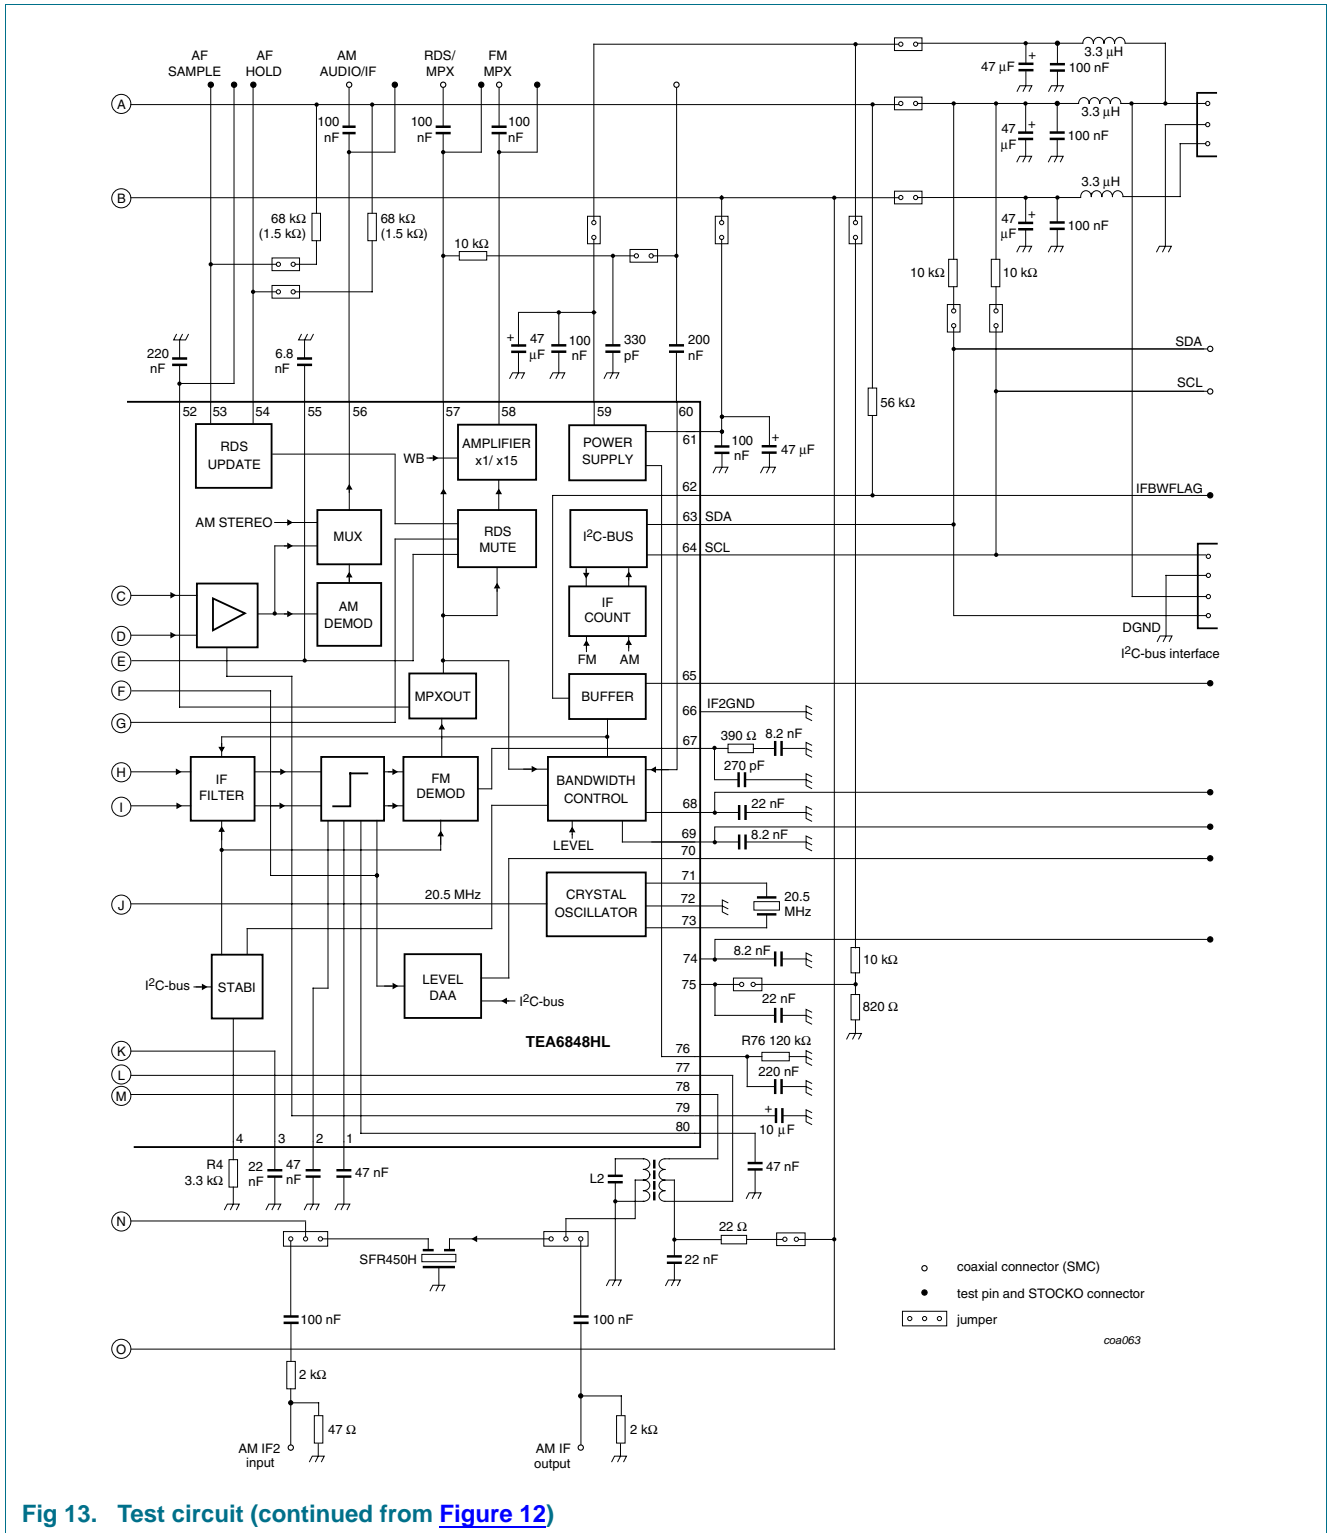 AF SAMPLE
AF HOLD
AM AUDIO/IF
RDS/ MPX
FM MPX
47 μF
100 nF
3.3 μH
A
100 nF
100 nF
100 nF
47 μF
100 nF
3.3 μH
B
68 kΩ (1.5 kΩ)
68 kΩ (1.5 kΩ)
10 kΩ
3.3 μH
47 μF
100 nF
10 kΩ
10 kΩ
220 nF
6.8 nF
47 μF
100 nF
330 pF
200 nF
SDA
SCL
56 kΩ
52
53
54
55
56
57
58
59
60
61
100 nF
47 μF
RDS UPDATE
WB
AMPLIFIER x1/ x15
POWER SUPPLY
62
IFBWFLAG
AM STEREO
MUX
RDS MUTE
I2C-BUS
63
SDA
64
SCL
C
AM DEMOD
IF COUNT
D
DGND
I2C-bus interface
E
FM
AM
F
MPXOUT
BUFFER
65
G
66
IF2GND
67
390 Ω
8.2 nF
270 pF
H
IF FILTER
FM DEMOD
BANDWIDTH CONTROL
I
68
22 nF
69
8.2 nF
LEVEL
70
J
20.5 MHz
CRYSTAL OSCILLATOR
71
72
73
20.5 MHz
74
8.2 nF
10 kΩ
I2C-bus
STABI
LEVEL DAA
I2C-bus
75
22 nF
820 Ω
TEA6848HL
K
76
R76 120 kΩ
L
77
220 nF
M
78
79
10 μF
80
4
3
2
1
R4 3.3 kΩ
22 nF
47 nF
47 nF
L2
47 nF
N
22 Ω
SFR450H
22 nF
coaxial connector (SMC)
test pin and STOCKO connector
jumper
100 nF
100 nF
coa063
O
2 kΩ
47 Ω
2 kΩ
AM IF2 input
AM IF output
Fig 13. Test circuit (continued from Figure 12)